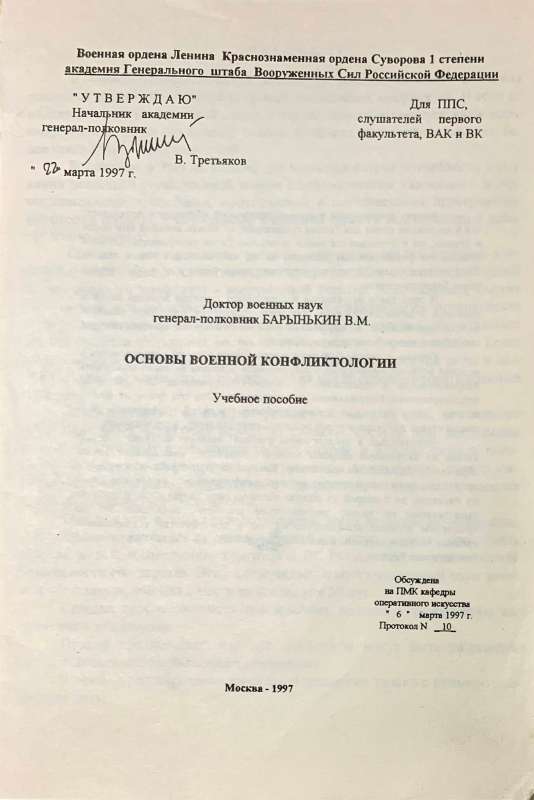 Военная ордена Ленина Краснознаменная ордена Суворова 1 степени
академия Генерального штаба Вооруженных Сил Российской Федерации
"УТВЕРЖДАЮ"
Начальник академии
генерал-полковник
В. Третьяков
" 22 " марта 1997 г.
Для ППС,
слушателей первого
факультета, ВАК и ВК
Доктор военных наук
генерал-полковник БАРЫНЬКИН В.М.
ОСНОВЫ ВОЕННОЙ КОНФЛИКТОЛОГИИ
Учебное пособие
Обсуждена
на ПМК кафедры
оперативного искусства
" 6 " марта 1997 г.
Протокол N 10
Москва - 1997